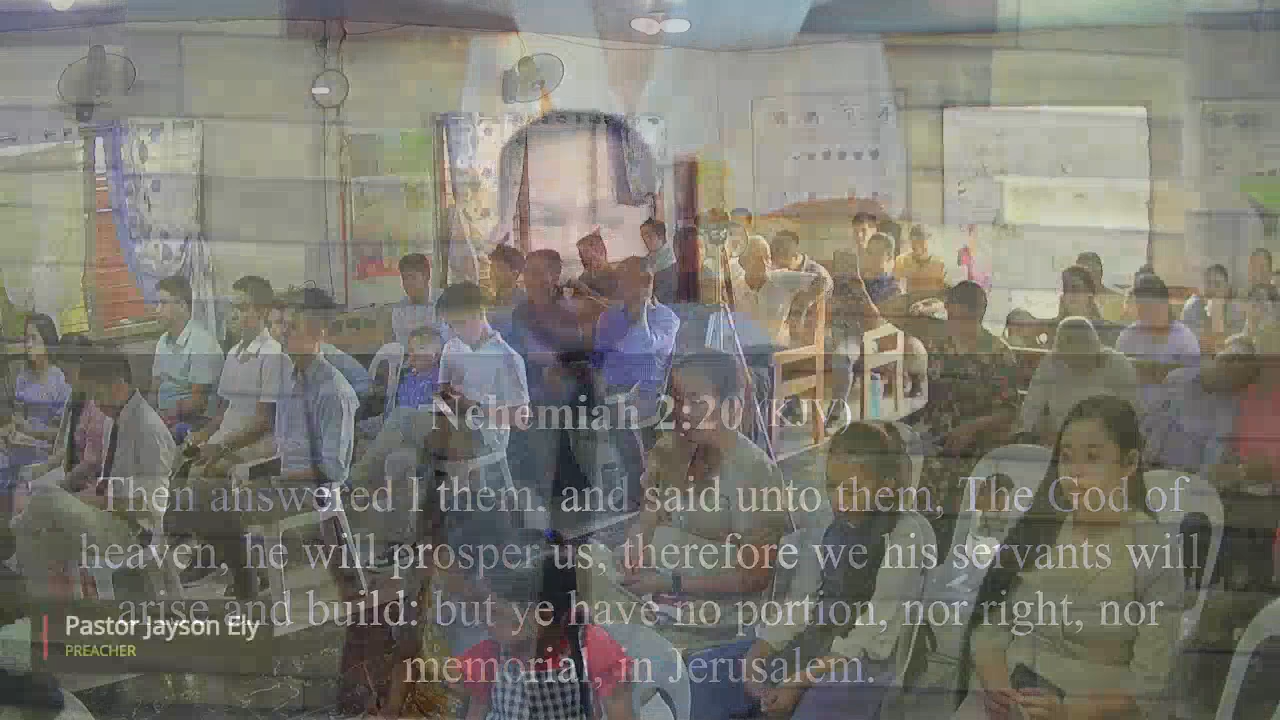 Nehemiah 2:20 (KJV)
Then answered I them, and said unto them, The God of
heaven, he will prosper us; therefore we his servants will
arise and build: but ye have no portion, nor right, nor
memorial, in Jerusalem.
Pastor Jayson Ely
PREACHER